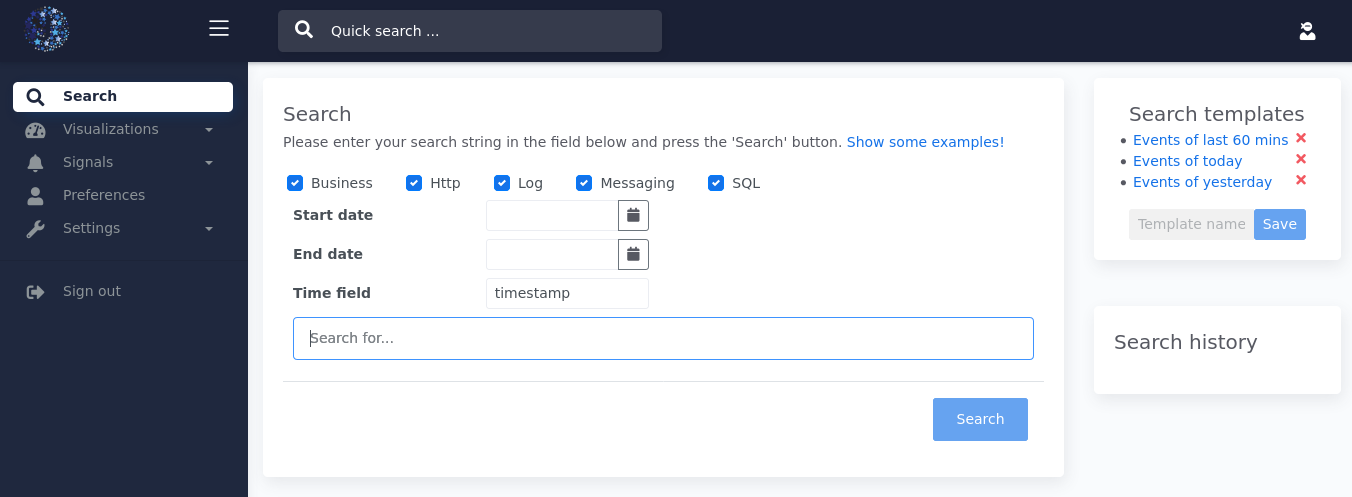 Quick search ...
Search
Visualizations
Signals
Preferences
Settings
Sign out
Search
Please enter your search string in the field below and press the 'Search' button. Show some examples!
Business Http Log Messaging SQL
Start date
End date
Time field timestamp
Search for...
Search
Search templates
Events of last 60 mins
Events of today
Events of yesterday
Template name Save
Search history